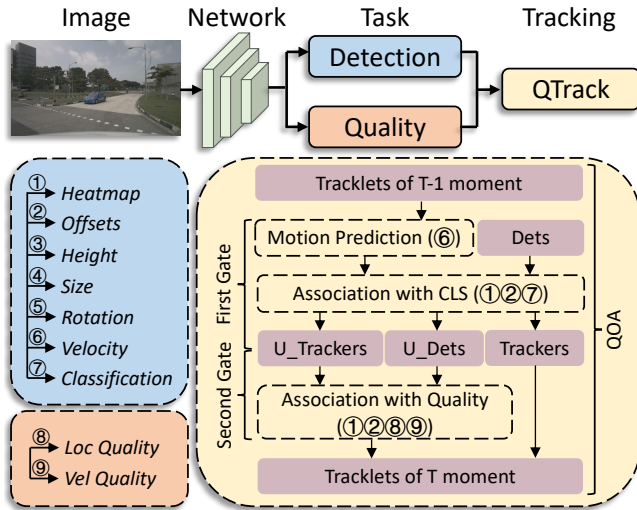 Image Network Task Tracking
Detection
Quality
QTrack
① Heatmap
② Offsets
③ Height
④ Size
⑤ Rotation
⑥ Velocity
⑦ Classification
⑧ Loc Quality
⑨ Vel Quality
Tracklets of T-1 moment
First Gate
Motion Prediction (⑥) Dets
Association with CLS (①②⑦)
U_Trackers U_Dets Trackers
Second Gate
Association with Quality
(①②⑧⑨)
Tracklets of T moment
QOA